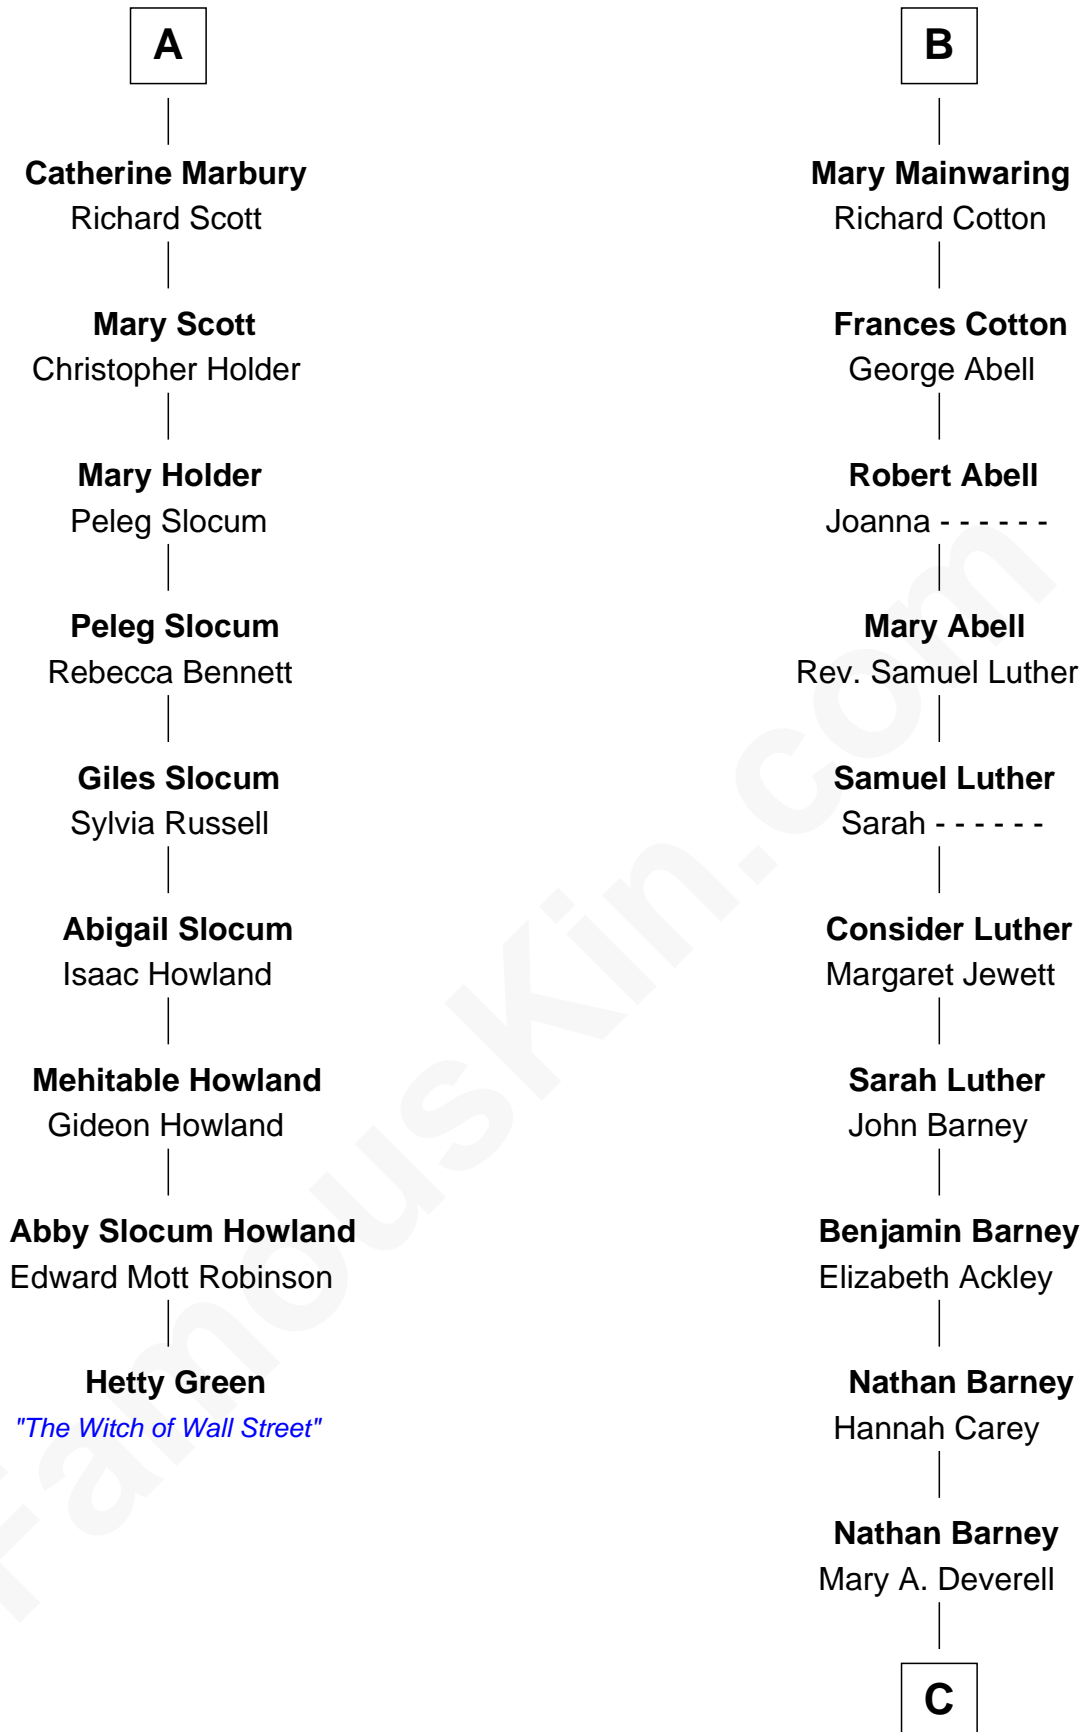 A
Catherine Marbury
Richard Scott
Mary Scott
Christopher Holder
Mary Holder
Peleg Slocum
Peleg Slocum
Rebecca Bennett
Giles Slocum
Sylvia Russell
Abigail Slocum
Isaac Howland
Mehitable Howland
Gideon Howland
Abby Slocum Howland
Edward Mott Robinson
Hetty Green
"The Witch of Wall Street"
B
Mary Mainwaring
Richard Cotton
Frances Cotton
George Abell
Robert Abell
Joanna - - - - - -
Mary Abell
Rev. Samuel Luther
Samuel Luther
Sarah - - - - - -
Consider Luther
Margaret Jewett
Sarah Luther
John Barney
Benjamin Barney
Elizabeth Ackley
Nathan Barney
Hannah Carey
Nathan Barney
Mary A. Deverell
C
FamousKin.com